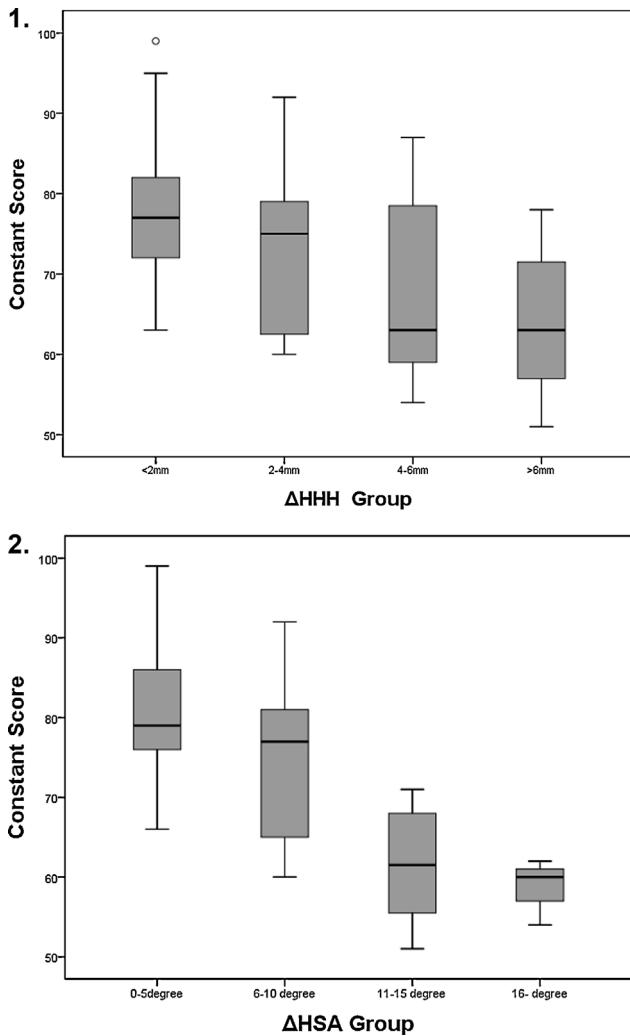 1.
100
90
80
70
60
50
Constant Score
<2mm 2-4mm 4-6mm >6mm
ΔHHH Group
2.
100
90
80
70
60
50
Constant Score
0-5degree 6-10 degree 11-15 degree 16- degree
ΔHSA Group